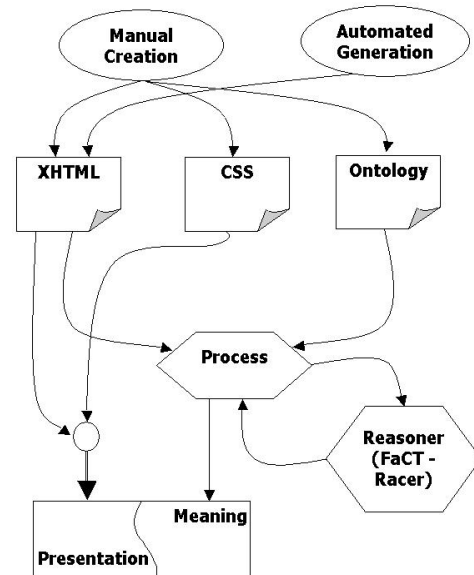 Manual
Creation
Automated
Generation
XHTML
CSS
Ontology
Process
Reasoner
(FaCT -
Racer)
Meaning
Presentation